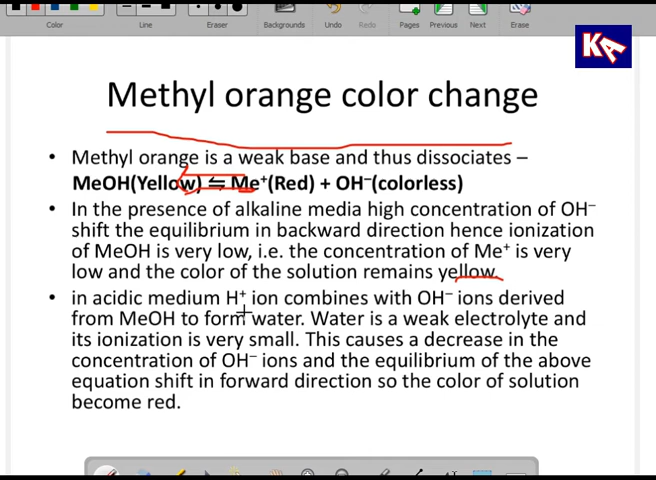 Color
Line
Eraser
Backgrounds
Undo
Redo
Pages
Previous
Next
Erase
KA
Methyl orange color change
• Methyl orange is a weak base and thus dissociates –
MeOH(Yellow) ⇆ Me⁺(Red) + OH⁻(colorless)
• In the presence of alkaline media high concentration of OH⁻
shift the equilibrium in backward direction hence ionization
of MeOH is very low, i.e. the concentration of Me⁺ is very
low and the color of the solution remains yellow.
• in acidic medium H⁺ ion combines with OH⁻ ions derived
from MeOH to form water. Water is a weak electrolyte and
its ionization is very small. This causes a decrease in the
concentration of OH⁻ ions and the equilibrium of the above
equation shift in forward direction so the color of solution
become red.